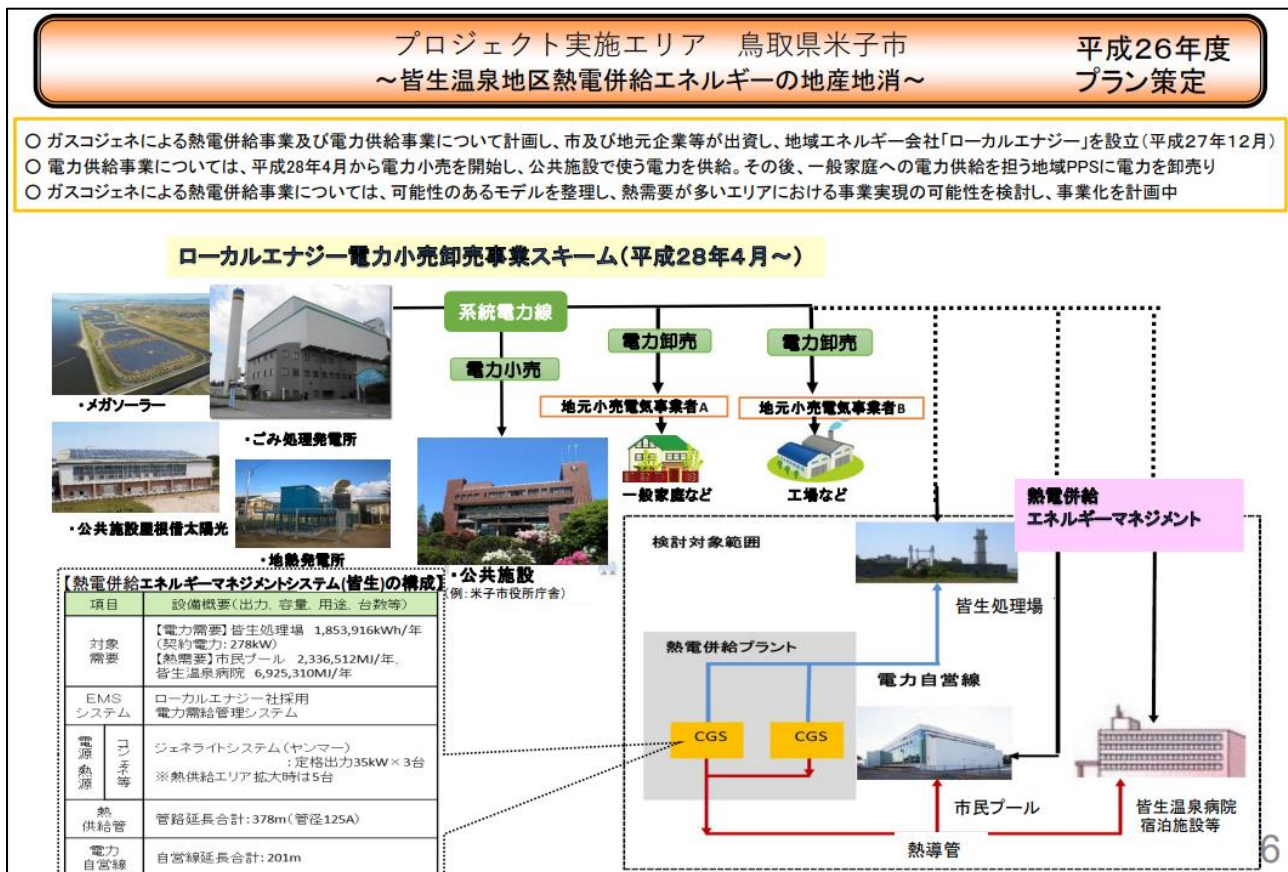 プロジェクト実施エリア　鳥取県米子市
～皆生温泉地区熱電併給エネルギーの地産地消～
平成26年度
プラン策定
○ ガスコジェネによる熱電併給事業及び電力供給事業について計画し、市及び地元企業等が出資し、地域エネルギー会社「ローカルエナジー」を設立(平成27年12月)
○ 電力供給事業については、平成28年4月から電力小売を開始し、公共施設で使う電力を供給。その後、一般家庭への電力供給を担う地域PPSに電力を卸売り
○ ガスコジェネによる熱電併給事業については、可能性のあるモデルを整理し、熱需要が多いエリアにおける事業実現の可能性を検討し、事業化を計画中
ローカルエナジー電力小売卸売事業スキーム(平成28年4月～)
系統電力線
電力小売
電力卸売
電力卸売
地元小売電気事業者A
地元小売電気事業者B
・メガソーラー
・ごみ処理発電所
・公共施設屋根借太陽光
・地熱発電所
・公共施設
(例:米子市役所庁舎)
一般家庭など
工場など
熱電併給
エネルギーマネジメント
検討対象範囲
皆生処理場
熱電併給プラント
電力自営線
CGS
CGS
市民プール
皆生温泉病院
宿泊施設等
熱導管
【熱電併給エネルギーマネジメントシステム(皆生)の構成】
項目
設備概要(出力、容量、用途、台数等)
対象
需要
【電力需要】皆生処理場 1,853,916kWh/年
(契約電力:278kW)
【熱需要】市民プール 2,336,512MJ/年、
皆生温泉病院 6,925,310MJ/年
EMS
システム
ローカルエナジー社採用
電力需給管理システム
電源・熱源
コジェネ等
ジェネライトシステム(ヤンマー)
:定格出力35kW×3台
※熱供給エリア拡大時は5台
熱
供給管
管路延長合計:378m(管径125A)
電力
自営線
自営線延長合計:201m
6